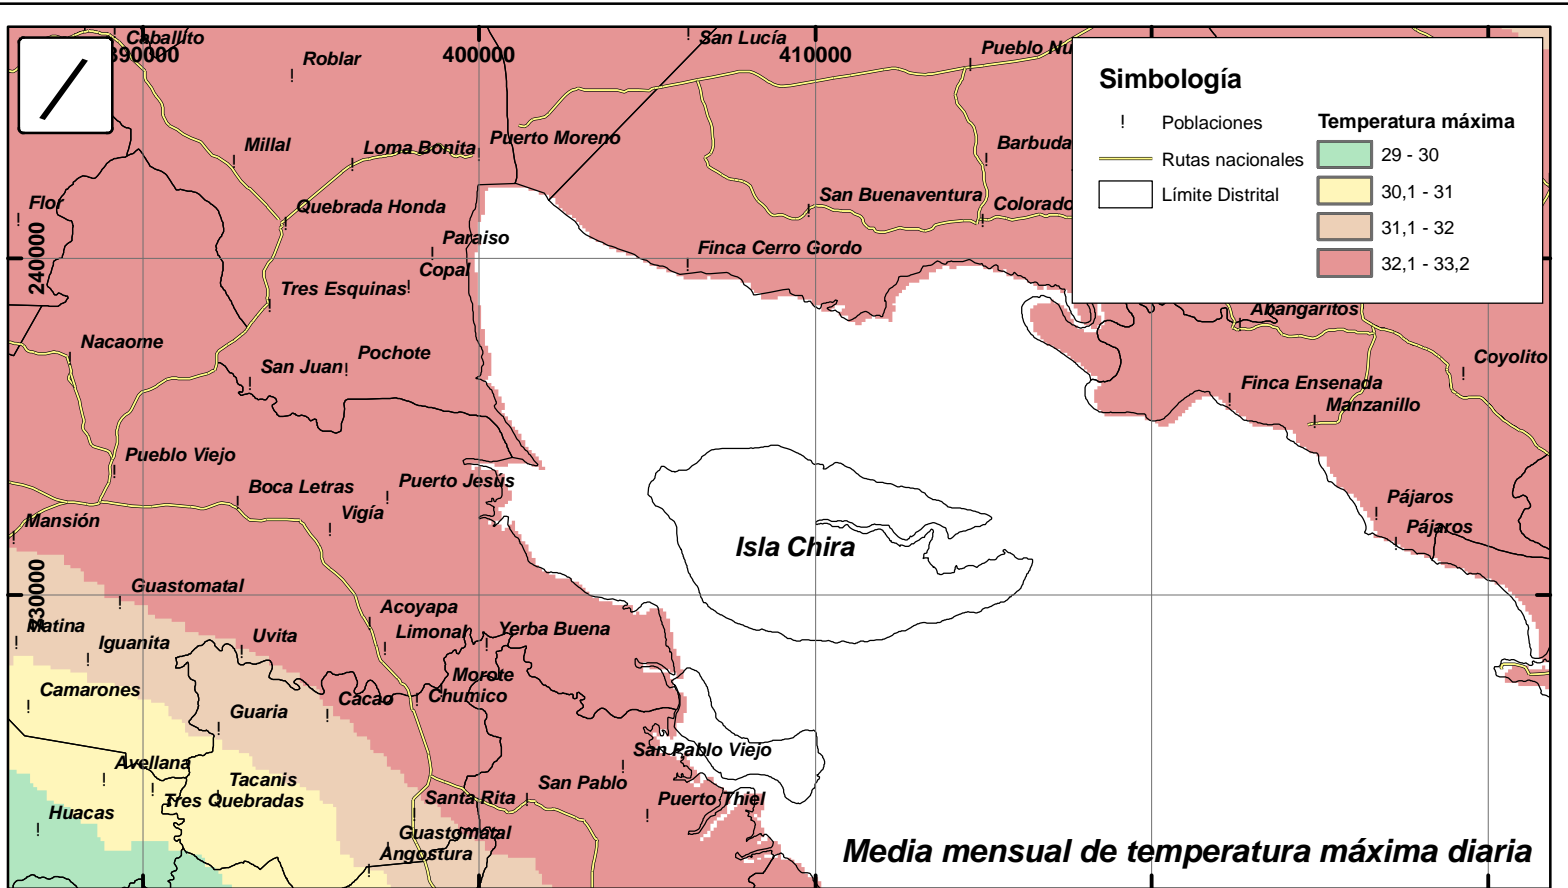 Caballito
390000
Roblar
400000
San Lucía
410000
Simbología
Poblaciones
Rutas nacionales
Límite Distrital
Temperatura máxima
29 - 30
30,1 - 31
31,1 - 32
32,1 - 33,2
Millal
Loma Bonita
Puerto Moreno
Barbuda
Flor
Quebrada Honda
San Buenaventura
Colorado
Paraiso
Finca Cerro Gordo
240000
Copal
Tres Esquinas
Abangaritos
Nacaome
San Juan
Pochote
Coyolito
Finca Ensenada
Manzanillo
Pueblo Viejo
Boca Letras
Puerto Jesús
Vigía
Pájaros
Mansión
Pájaros
Isla Chira
Guastomatal
Acoyapa
Matina
Iguanita
Uvita
Limonal
Yerba Buena
Morote
Camarones
Guaria
Cacao
Chumico
San Pablo Viejo
Avellana
Tacanis
San Pablo
Huacas
Tres Quebradas
Santa Rita
Puerto Thiel
Guastomatal
Angostura
Media mensual de temperatura máxima diaria